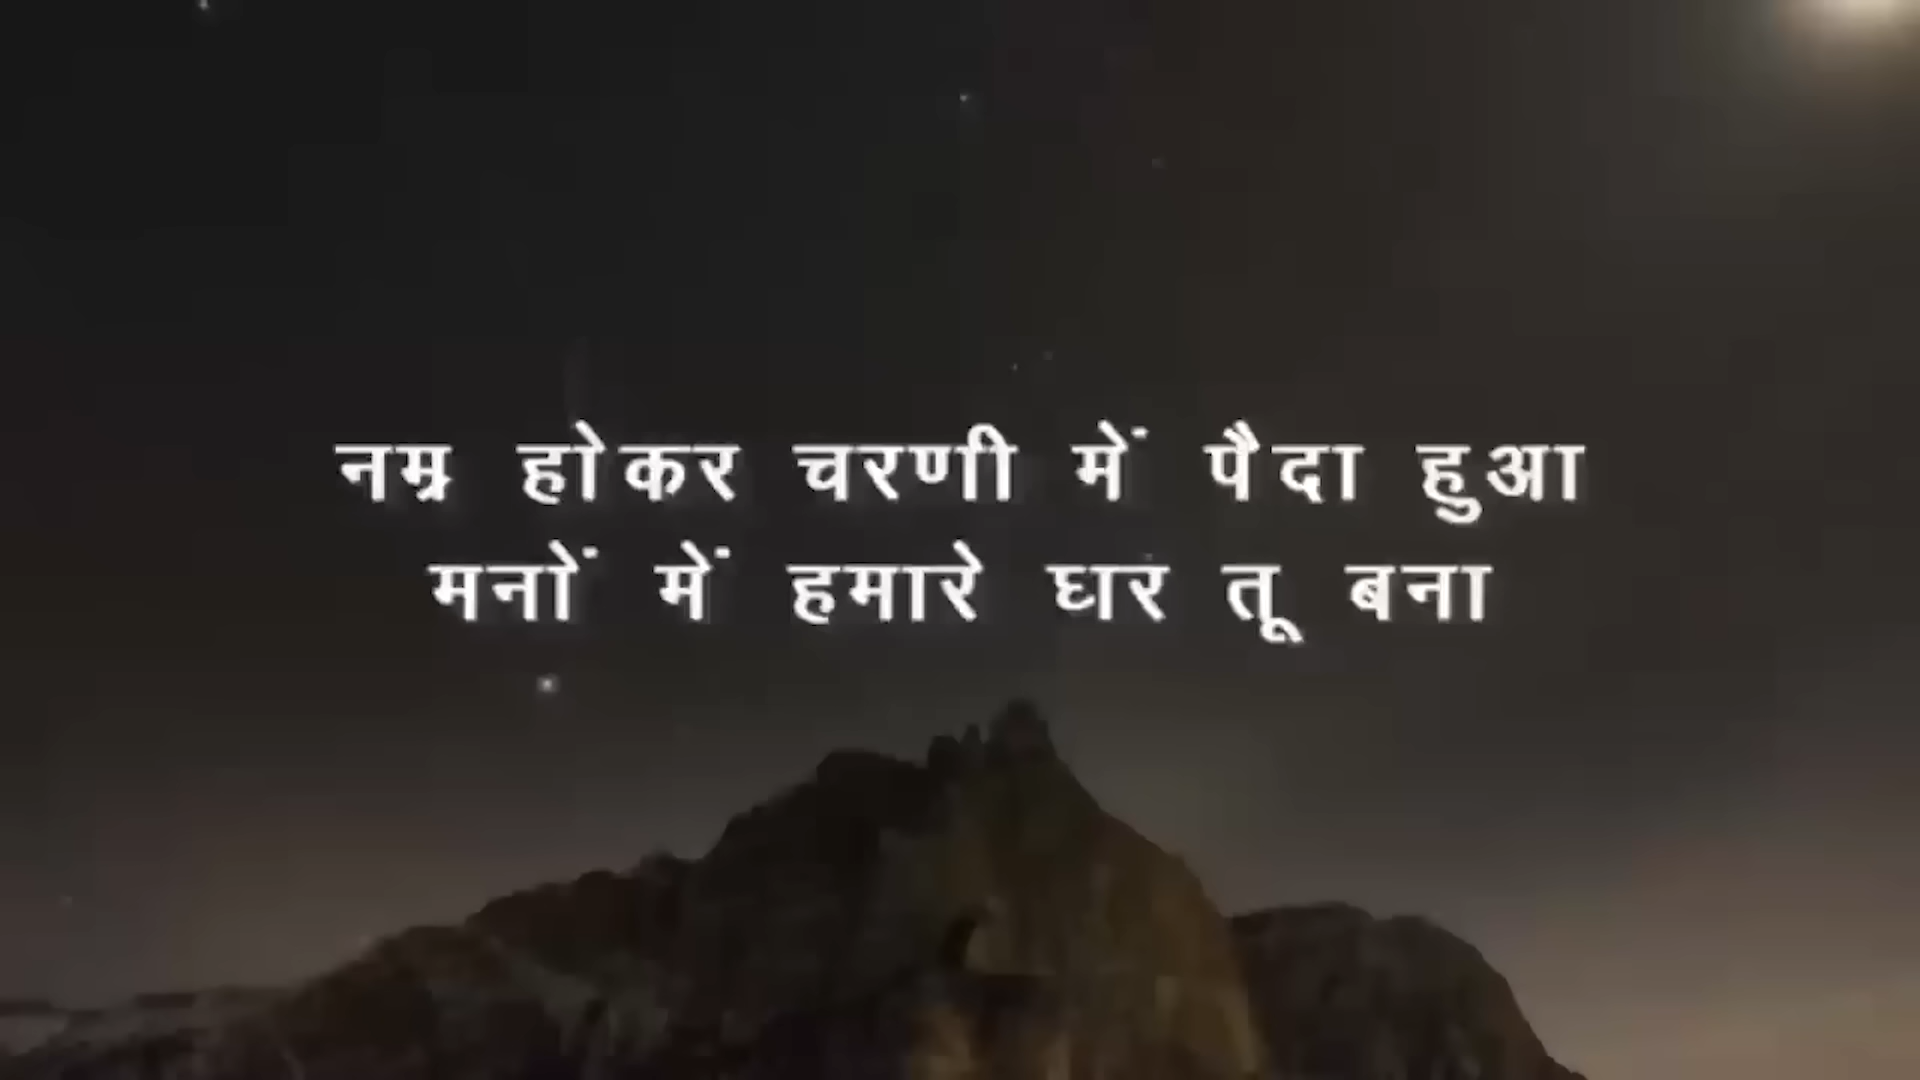 नम्र होकर चरणी में पैदा हुआ
मनों में हमारे घर तू बना